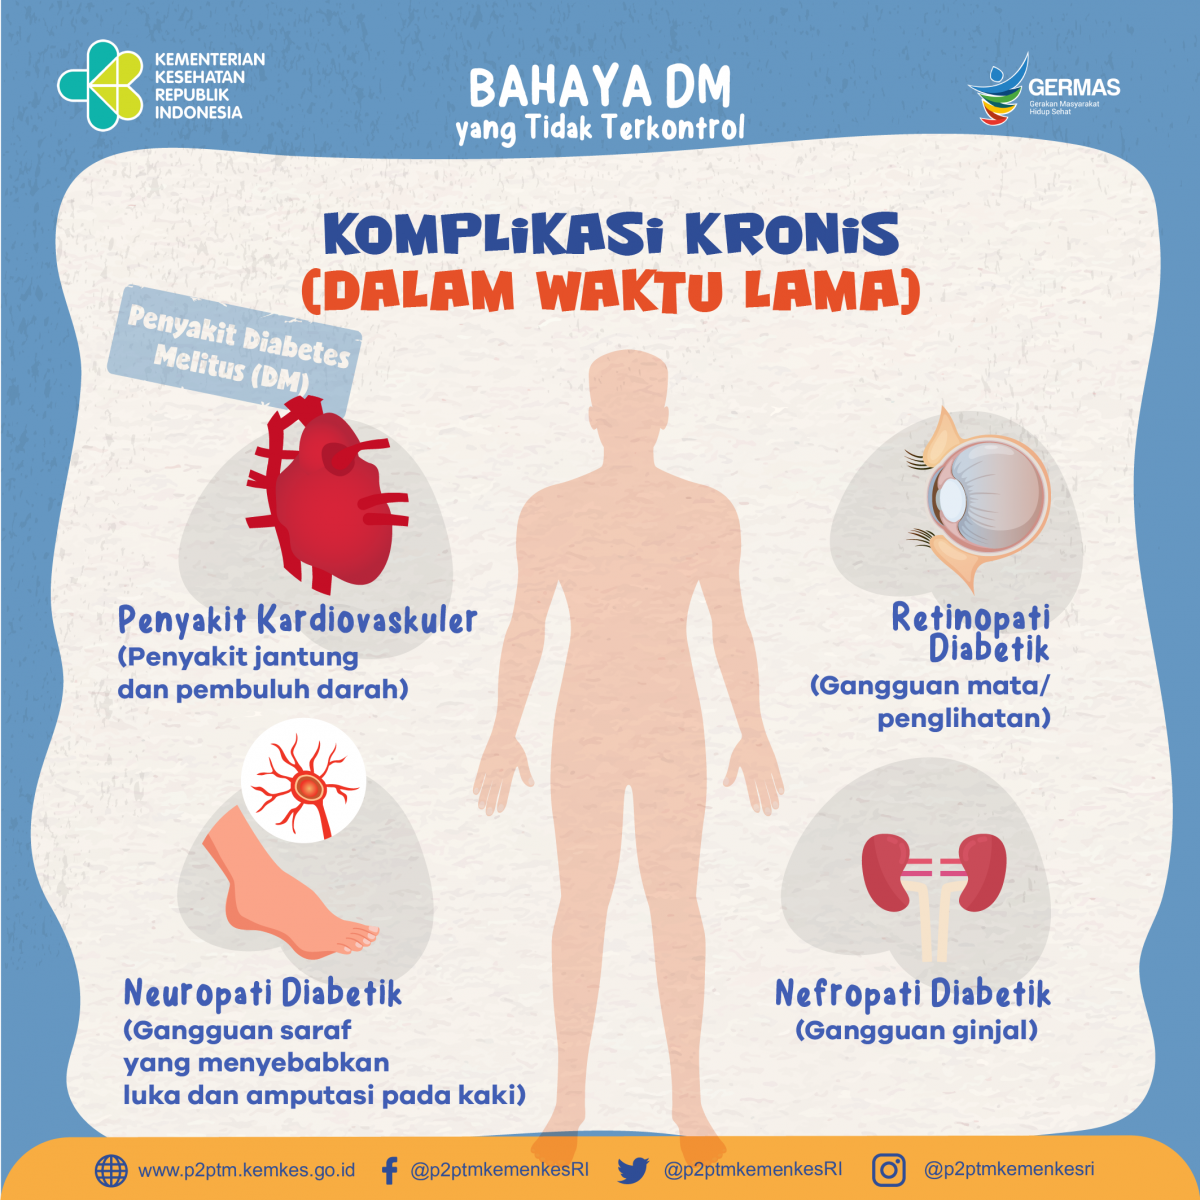 KEMENTERIAN
KESEHATAN
REPUBLIK
INDONESIA
BAHAYA DM
yang Tidak Terkontrol
GERMAS
Gerakan Masyarakat
Hidup Sehat
KOMPLiKASi KRONiS
(DALAM WAKTU LAMA)
Penyakit Diabetes
Melitus (DM)
Penyakit Kardiovaskuler
(Penyakit jantung
dan pembuluh darah)
Retinopati
Diabetik
(Gangguan mata/
penglihatan)
Neuropati Diabetik
(Gangguan saraf
yang menyebabkan
luka dan amputasi pada kaki)
Nefropati Diabetik
(Gangguan ginjal)
www.p2ptm.kemkes.go.id
@p2ptmkemenkesRI
@p2ptmkemenkesRI
@p2ptmkemenkesri